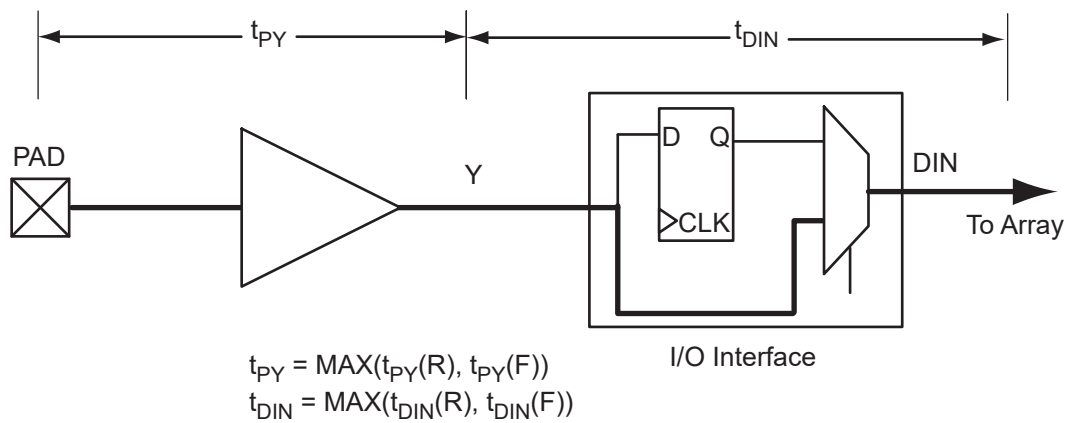 tPY
tDIN
PAD
Y
D Q
CLK
DIN
To Array
I/O Interface
tPY = MAX(tPY(R), tPY(F))
tDIN = MAX(tDIN(R), tDIN(F))